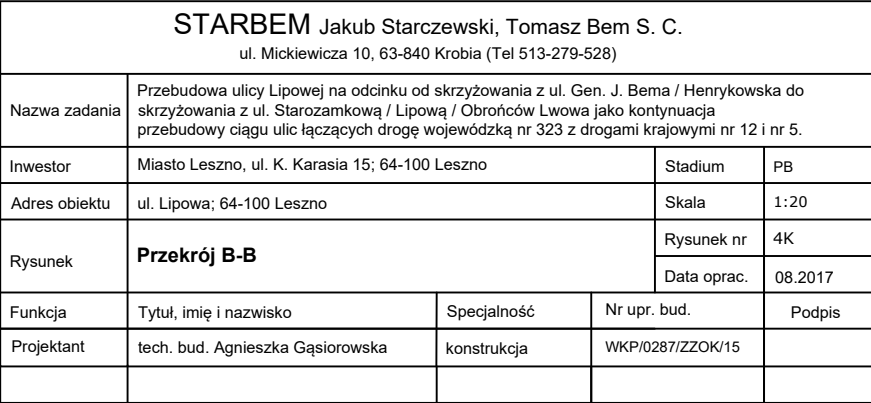 STARBEM Jakub Starczewski, Tomasz Bem S. C.
ul. Mickiewicza 10, 63-840 Krobia (Tel 513-279-528)
Nazwa zadania
Przebudowa ulicy Lipowej na odcinku od skrzyżowania z ul. Gen. J. Bema / Henrykowska do
skrzyżowania z ul. Starozamkową / Lipową / Obrońców Lwowa jako kontynuacja
przebudowy ciągu ulic łączących drogę wojewódzką nr 323 z drogami krajowymi nr 12 i nr 5.
Inwestor Miasto Leszno, ul. K. Karasia 15; 64-100 Leszno Stadium PB
Adres obiektu ul. Lipowa; 64-100 Leszno Skala 1:20
Rysunek Przekrój B-B Rysunek nr 4K
Data oprac. 08.2017
Funkcja Tytuł, imię i nazwisko Specjalność Nr upr. bud. Podpis
Projektant tech. bud. Agnieszka Gąsiorowska konstrukcja WKP/0287/ZZOK/15